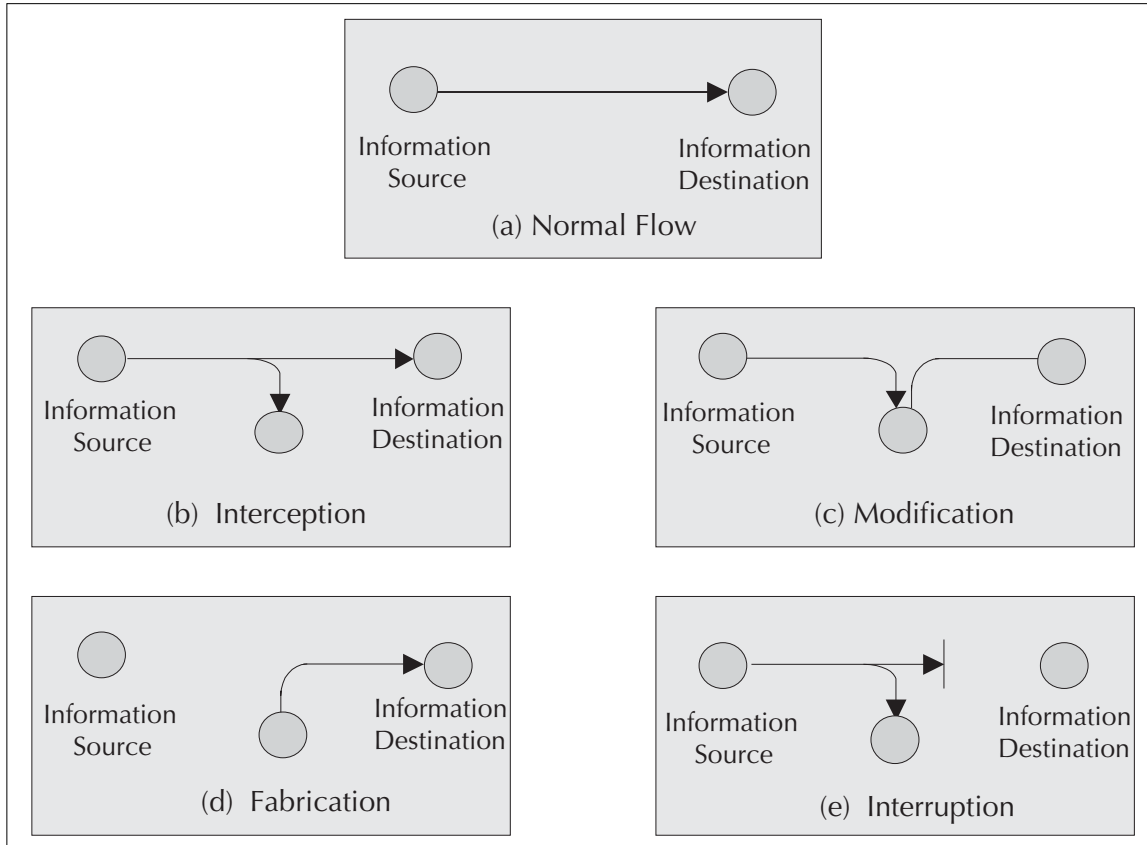 Information
Source
Information
Destination
(a) Normal Flow
Information
Source
Information
Destination
(b) Interception
Information
Source
Information
Destination
(c) Modification
Information
Source
Information
Destination
(d) Fabrication
Information
Source
Information
Destination
(e) Interruption